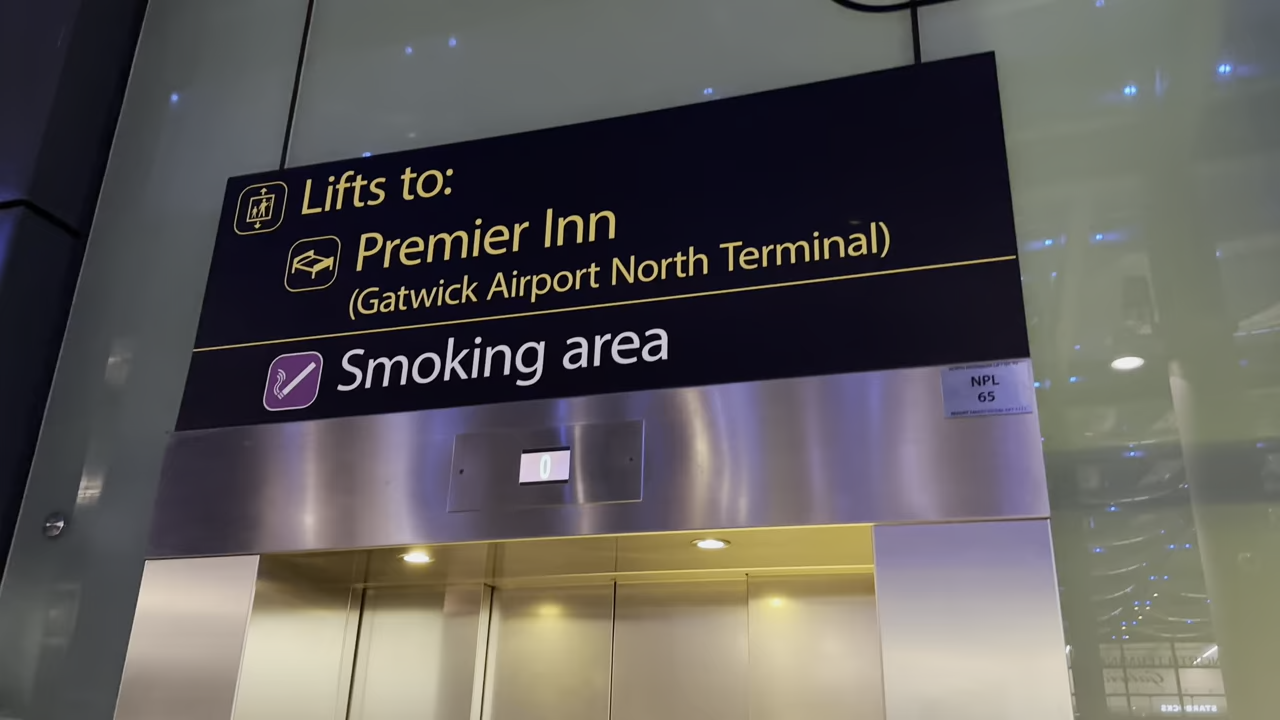 Lifts to:
Premier Inn
(Gatwick Airport North Terminal)
Smoking area
NPL
65
0